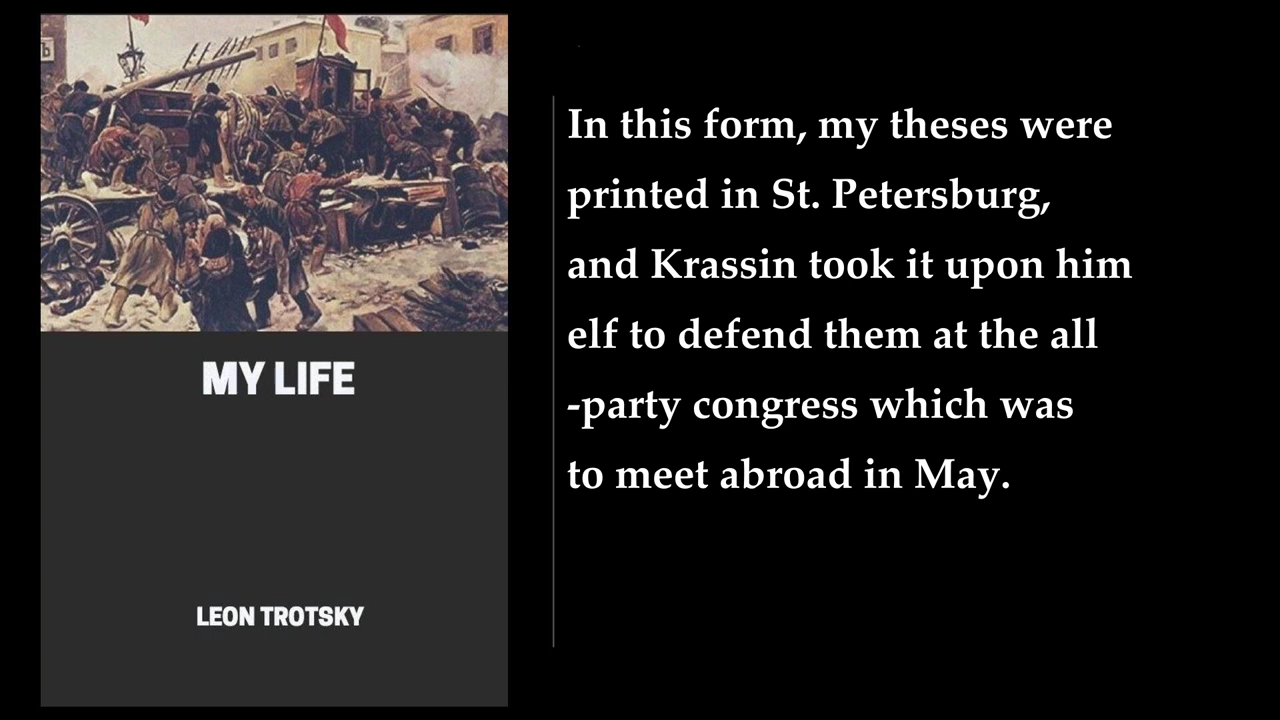 Ъ
MY LIFE
LEON TROTSKY
In this form, my theses were
printed in St. Petersburg,
and Krassin took it upon him
elf to defend them at the all
-party congress which was
to meet abroad in May.